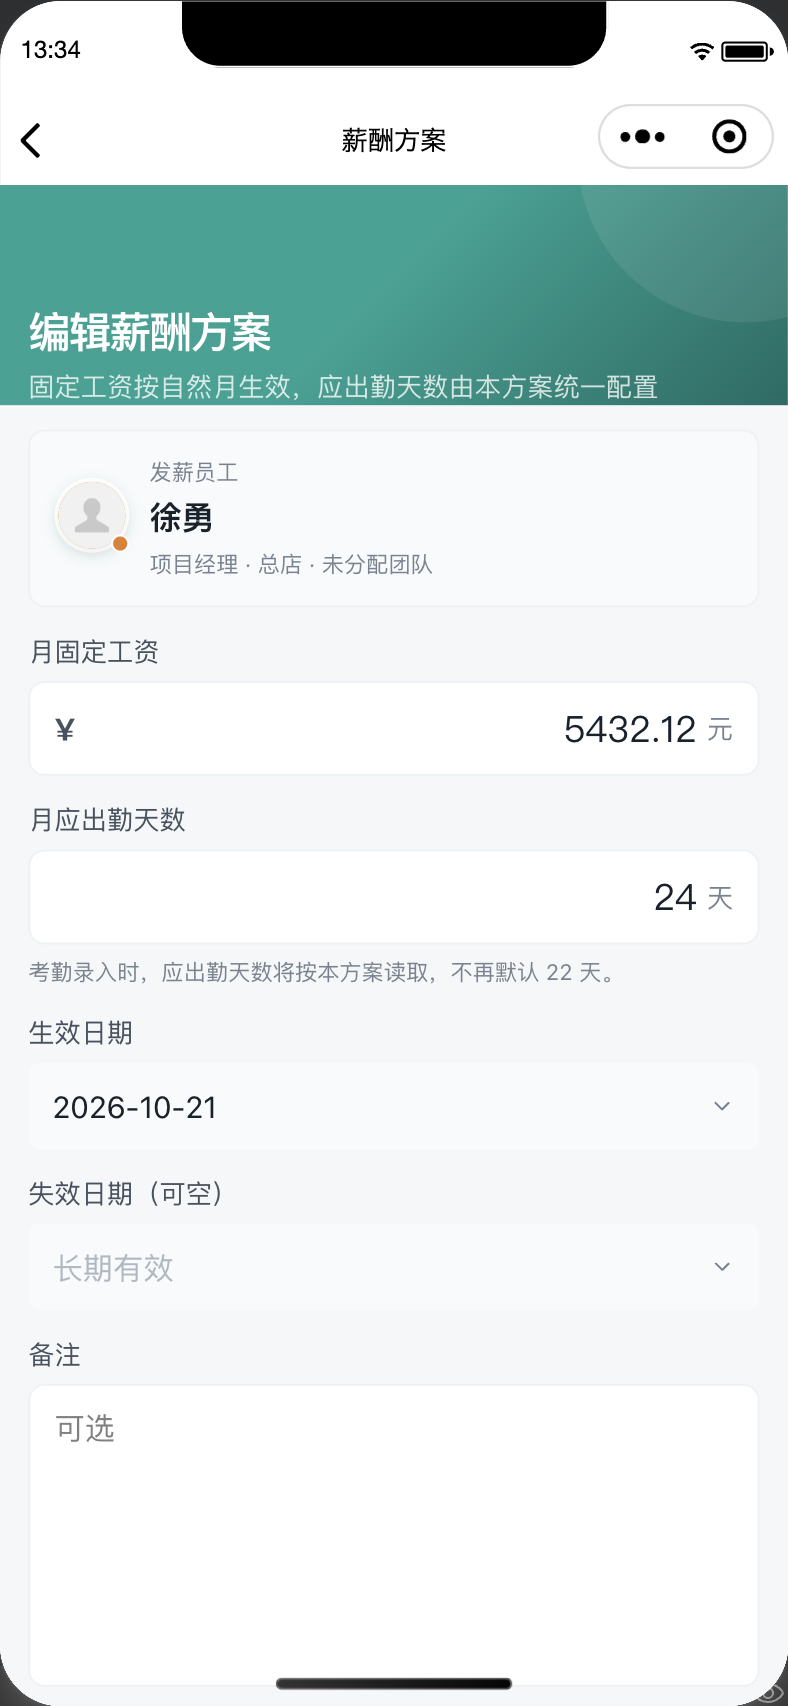 13:34
薪酬方案
编辑薪酬方案
固定工资按自然月生效，应出勤天数由本方案统一配置
发薪员工
徐勇
项目经理 · 总店 · 未分配团队
月固定工资
¥ 5432.12 元
月应出勤天数
24 天
考勤录入时，应出勤天数将按本方案读取，不再默认 22 天。
生效日期
2026-10-21
失效日期（可空）
长期有效
备注
可选